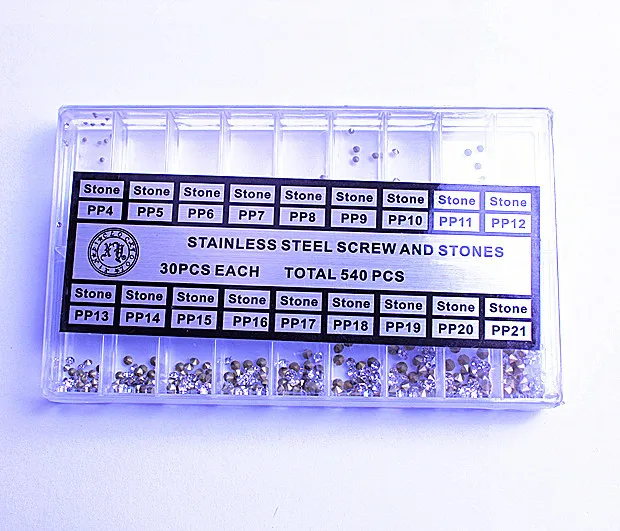 Stone Stone Stone Stone Stone Stone Stone Stone Stone
PP4 PP5 PP6 PP7 PP8 PP9 PP10 PP11 PP12
STAINLESS STEEL SCREW AND STONES
30PCS EACH TOTAL 540 PCS
Stone Stone Stone Stone Stone Stone Stone Stone Stone
PP13 PP14 PP15 PP16 PP17 PP18 PP19 PP20 PP21